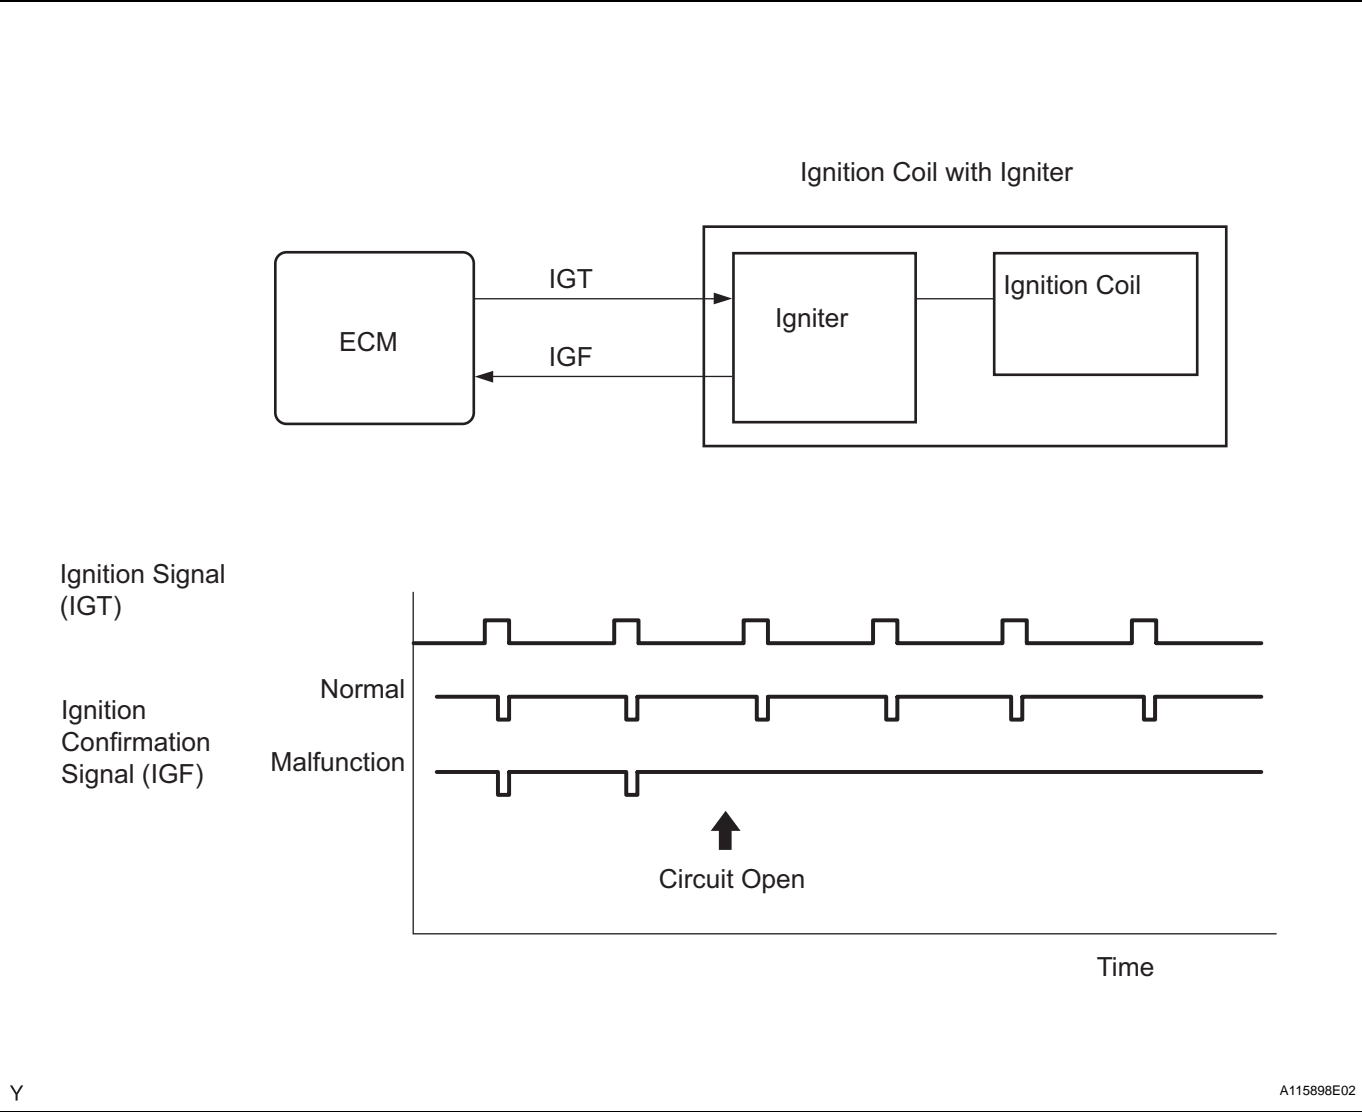 Ignition Coil with Igniter
IGT
Ignition Coil
Igniter
ECM
IGF
Ignition Signal
(IGT)
Normal
Ignition
Confirmation
Signal (IGF)
Malfunction
Circuit Open
Time
Y
A115898E02